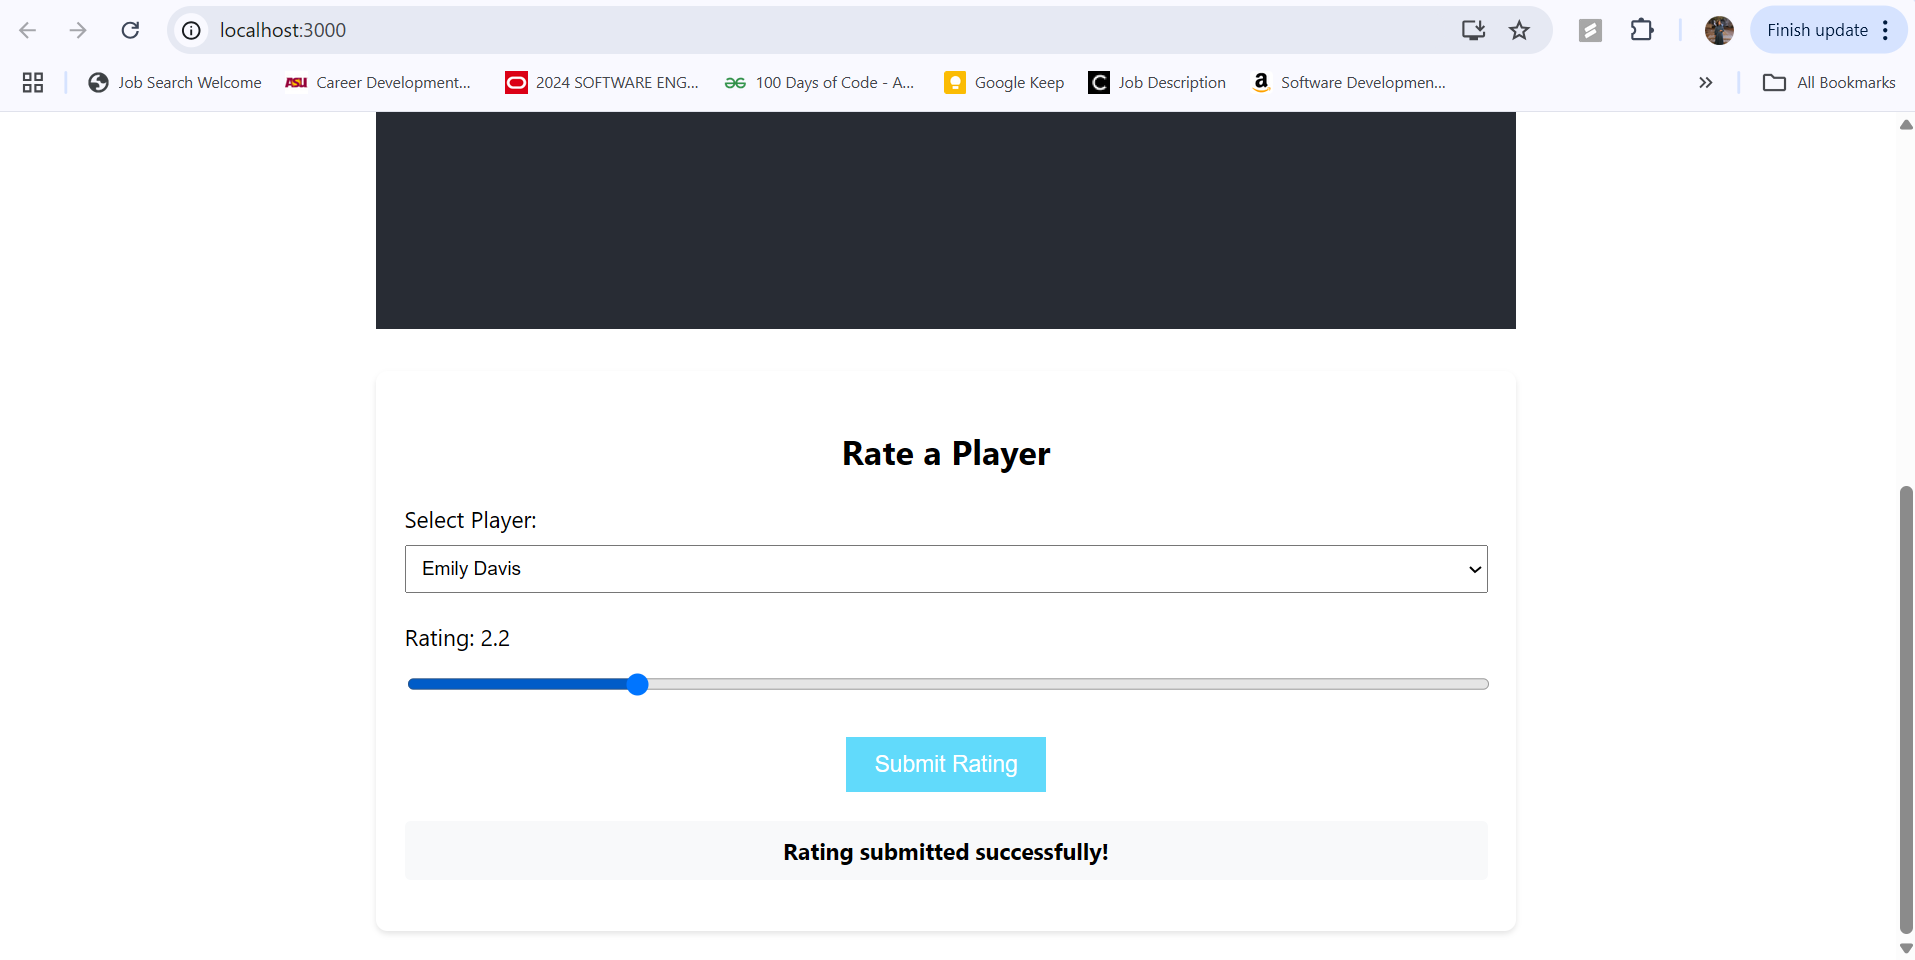 localhost:3000
Finish update
Job Search Welcome
ASU Career Development...
2024 SOFTWARE ENG...
100 Days of Code - A...
Google Keep
C Job Description
a Software Developmen...
All Bookmarks
Rate a Player
Select Player:
Emily Davis
Rating: 2.2
Submit Rating
Rating submitted successfully!